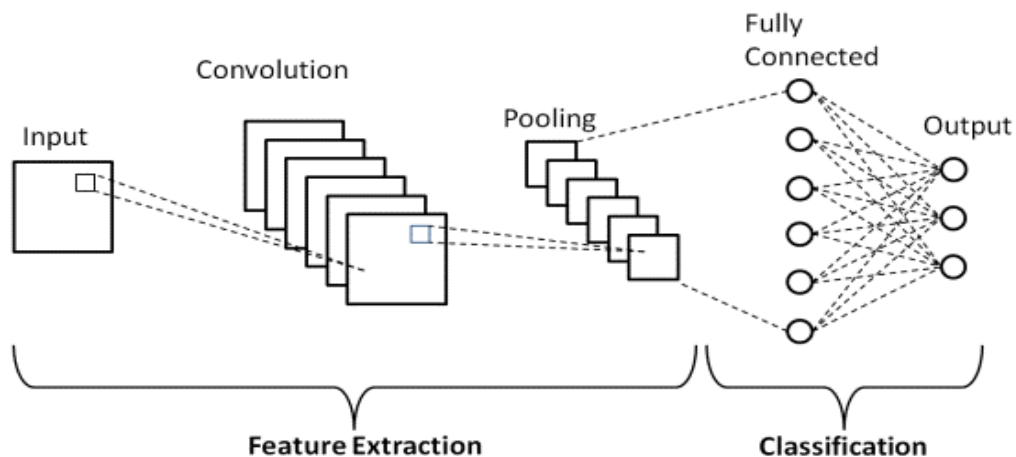 Input
Convolution
Pooling
Fully
Connected
Output
Feature Extraction
Classification